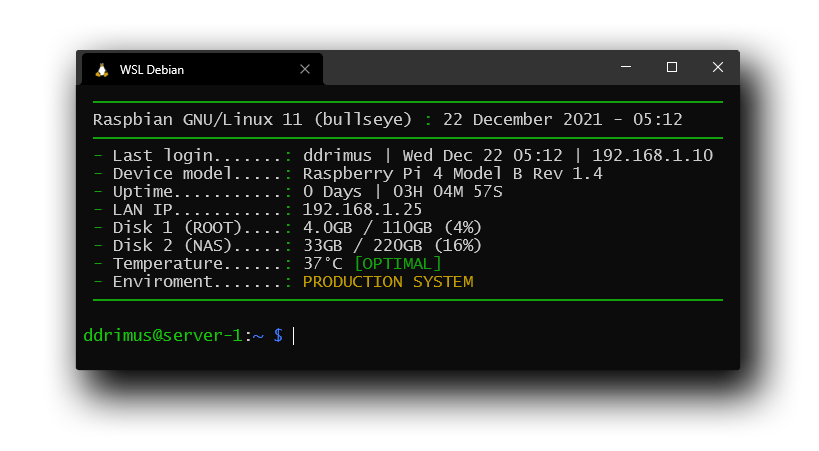 WSL Debian
Raspbian GNU/Linux 11 (bullseye) : 22 December 2021 - 05:12
- Last login.......: ddrimus | Wed Dec 22 05:12 | 192.168.1.10
- Device model.....: Raspberry Pi 4 Model B Rev 1.4
- Uptime...........: 0 Days | 03H 04M 57S
- LAN IP...........: 192.168.1.25
- Disk 1 (ROOT)....: 4.0GB / 110GB (4%)
- Disk 2 (NAS).....: 33GB / 220GB (16%)
- Temperature......: 37°C [OPTIMAL]
- Enviroment.......: PRODUCTION SYSTEM
ddrimus@server-1:~ $